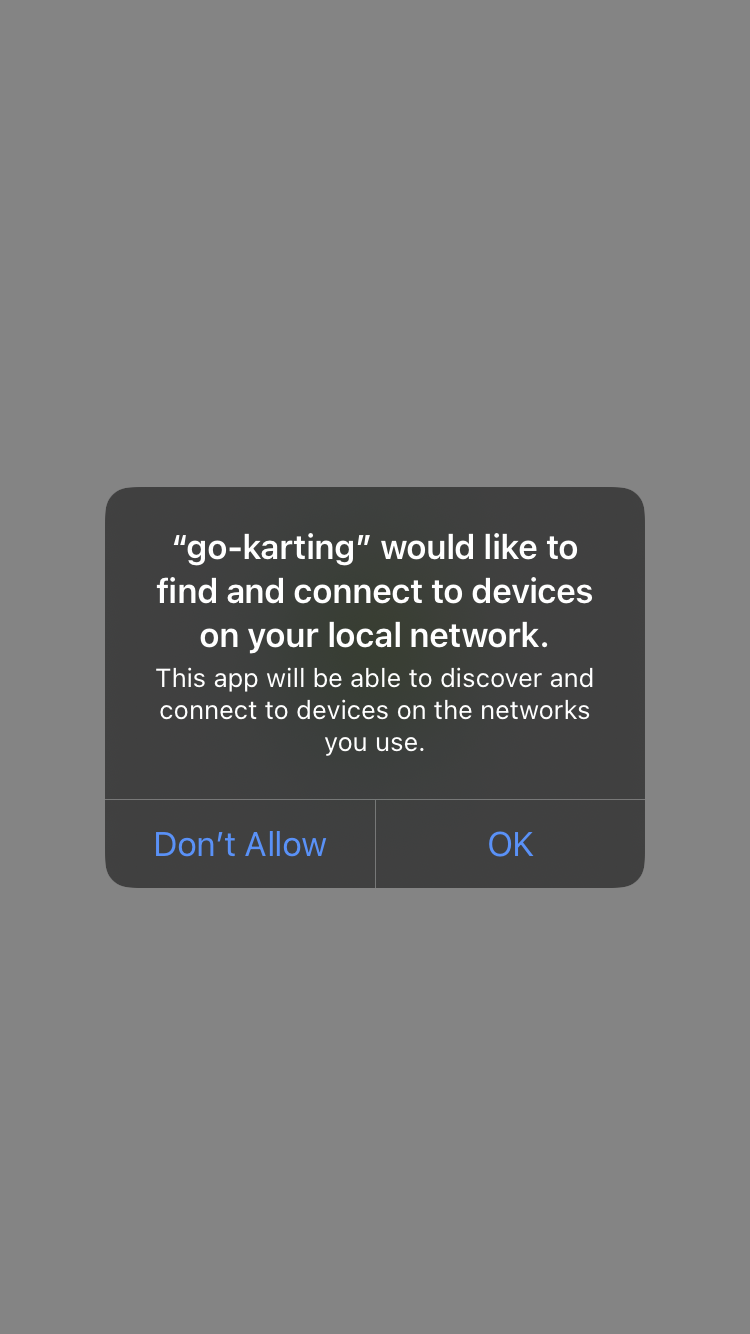 “go-karting” would like to
find and connect to devices
on your local network.
This app will be able to discover and
connect to devices on the networks
you use.
Don’t Allow
OK